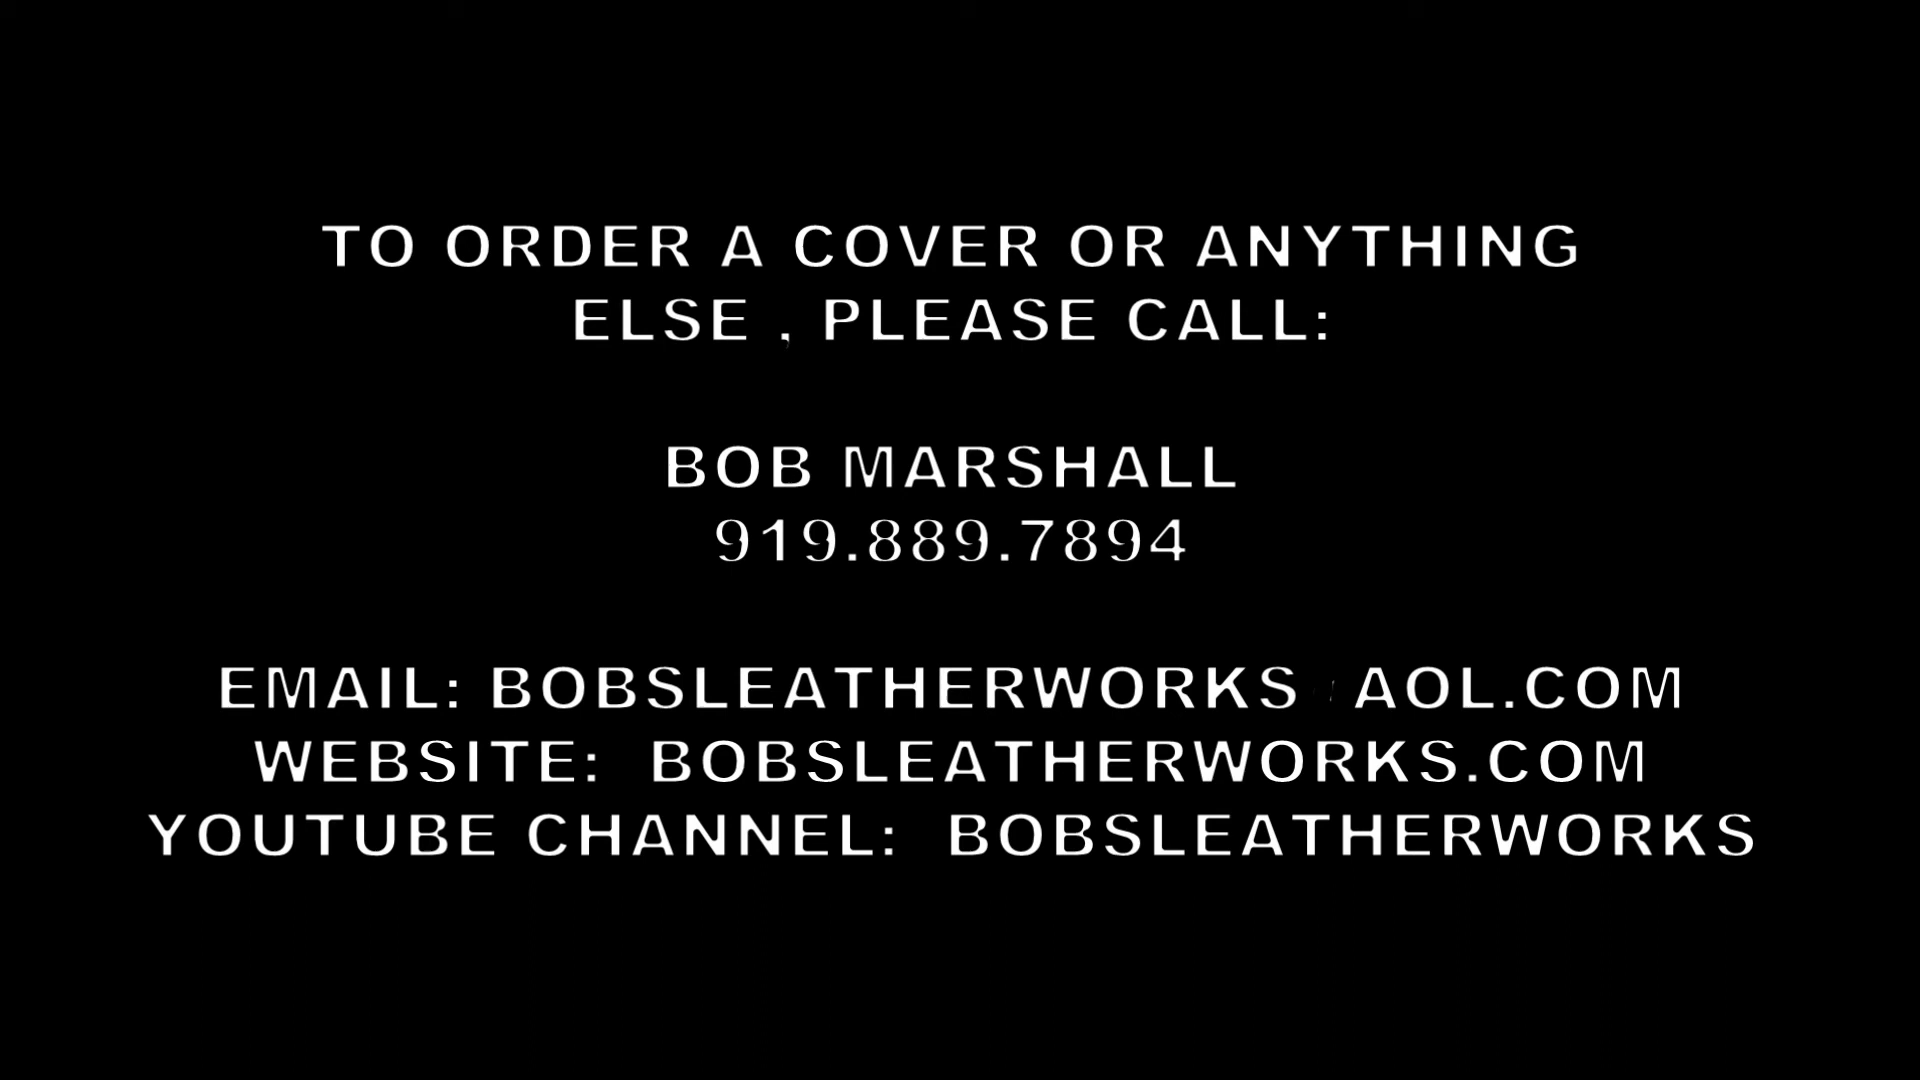 TO ORDER A COVER OR ANYTHING
ELSE , PLEASE CALL:
BOB MARSHALL
919.889.7894
EMAIL: BOBSLEATHERWORKS AOL.COM
WEBSITE: BOBSLEATHERWORKS.COM
YOUTUBE CHANNEL: BOBSLEATHERWORKS